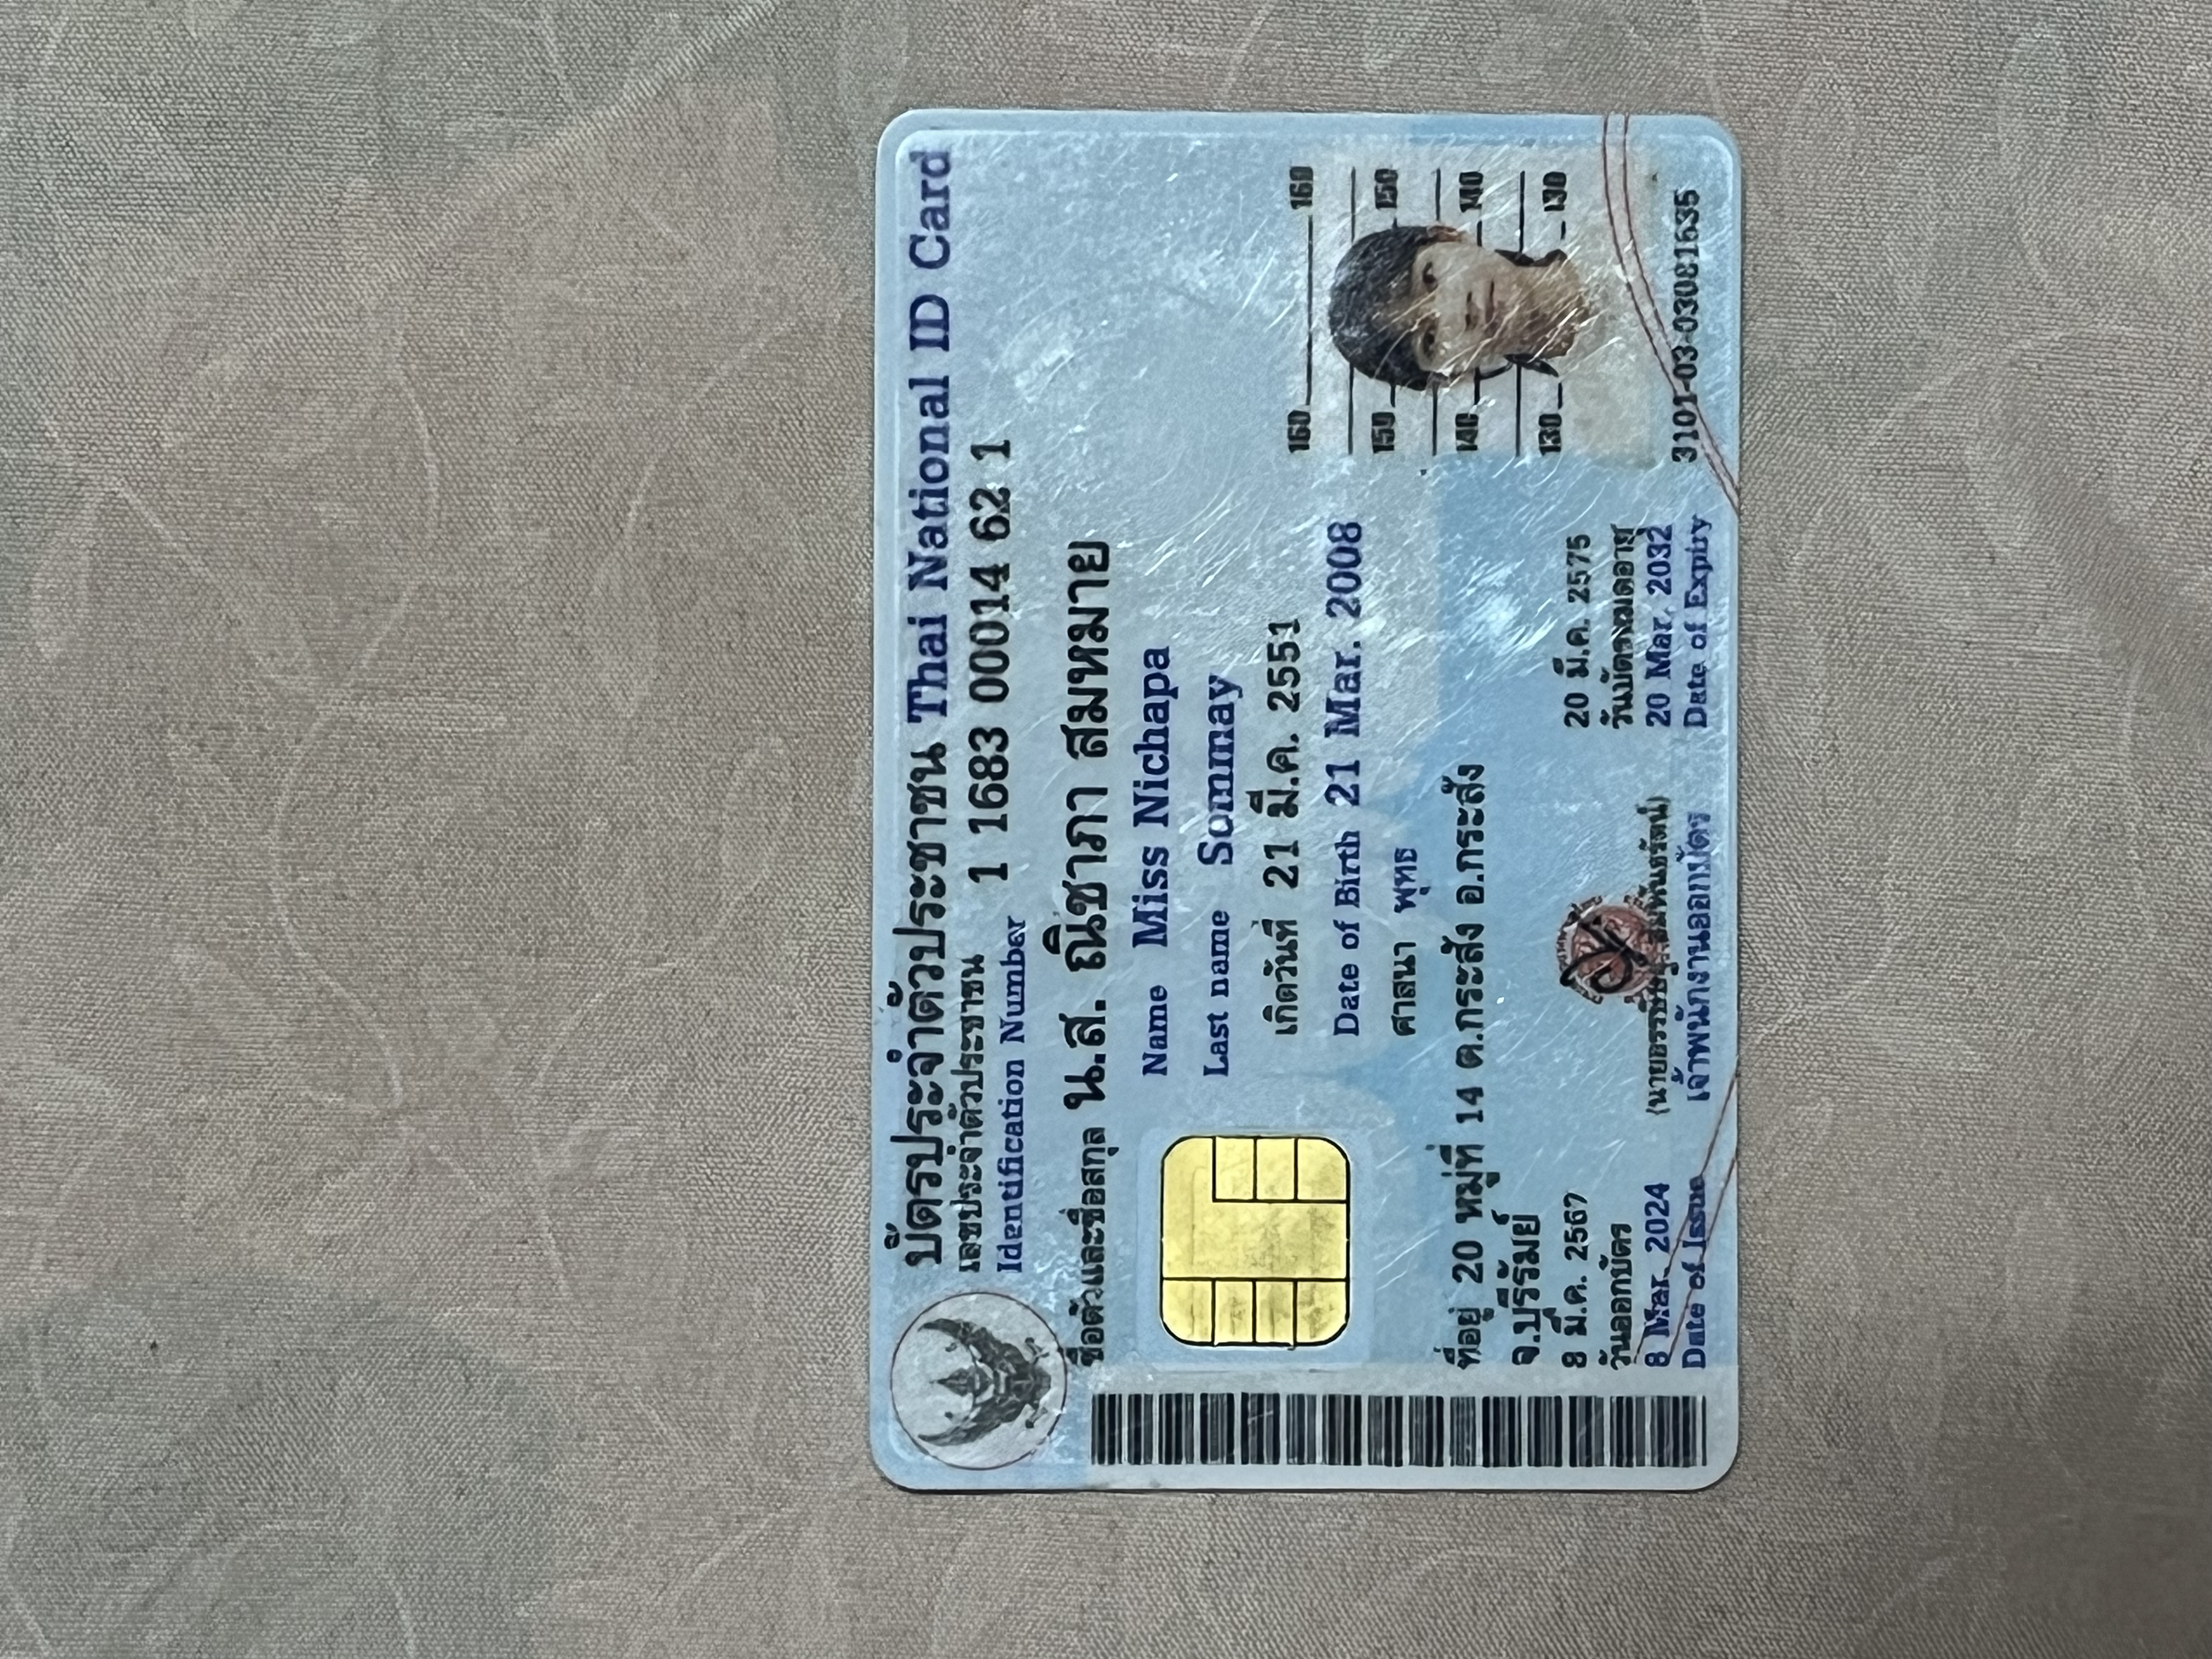 บัตรประจำตัวประชาชน Thai National ID Card
เลขประจำตัวประชาชน 1 1683 00014 62 1
Identification Number
ชื่อตัวและชื่อสกุล น.ส. ณิชาภา สมหมาย
Name Miss Nichapa
Last name Sommay
เกิดวันที่ 21 มี.ค. 2551
Date of Birth 21 Mar. 2008
ศาสนา พุทธ
ที่อยู่ 20 หมู่ที่ 14 ต.กระสัง อ.กระสัง
จ.บุรีรัมย์
8 มี.ค. 2567
วันออกบัตร
8 Mar. 2024
Date of Issue
เจ้าพนักงานออกบัตร
20 มี.ค. 2575
วันบัตรหมดอายุ
20 Mar. 2032
Date of Expiry
160 160
150 150
140 140
130 130
3101-03-03081635